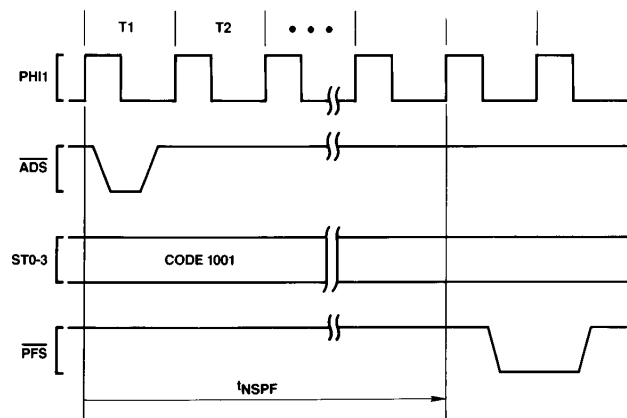 T1 T2 • • •
PHI1
ADS
ST0-3 CODE 1001
PFS
tNSPF